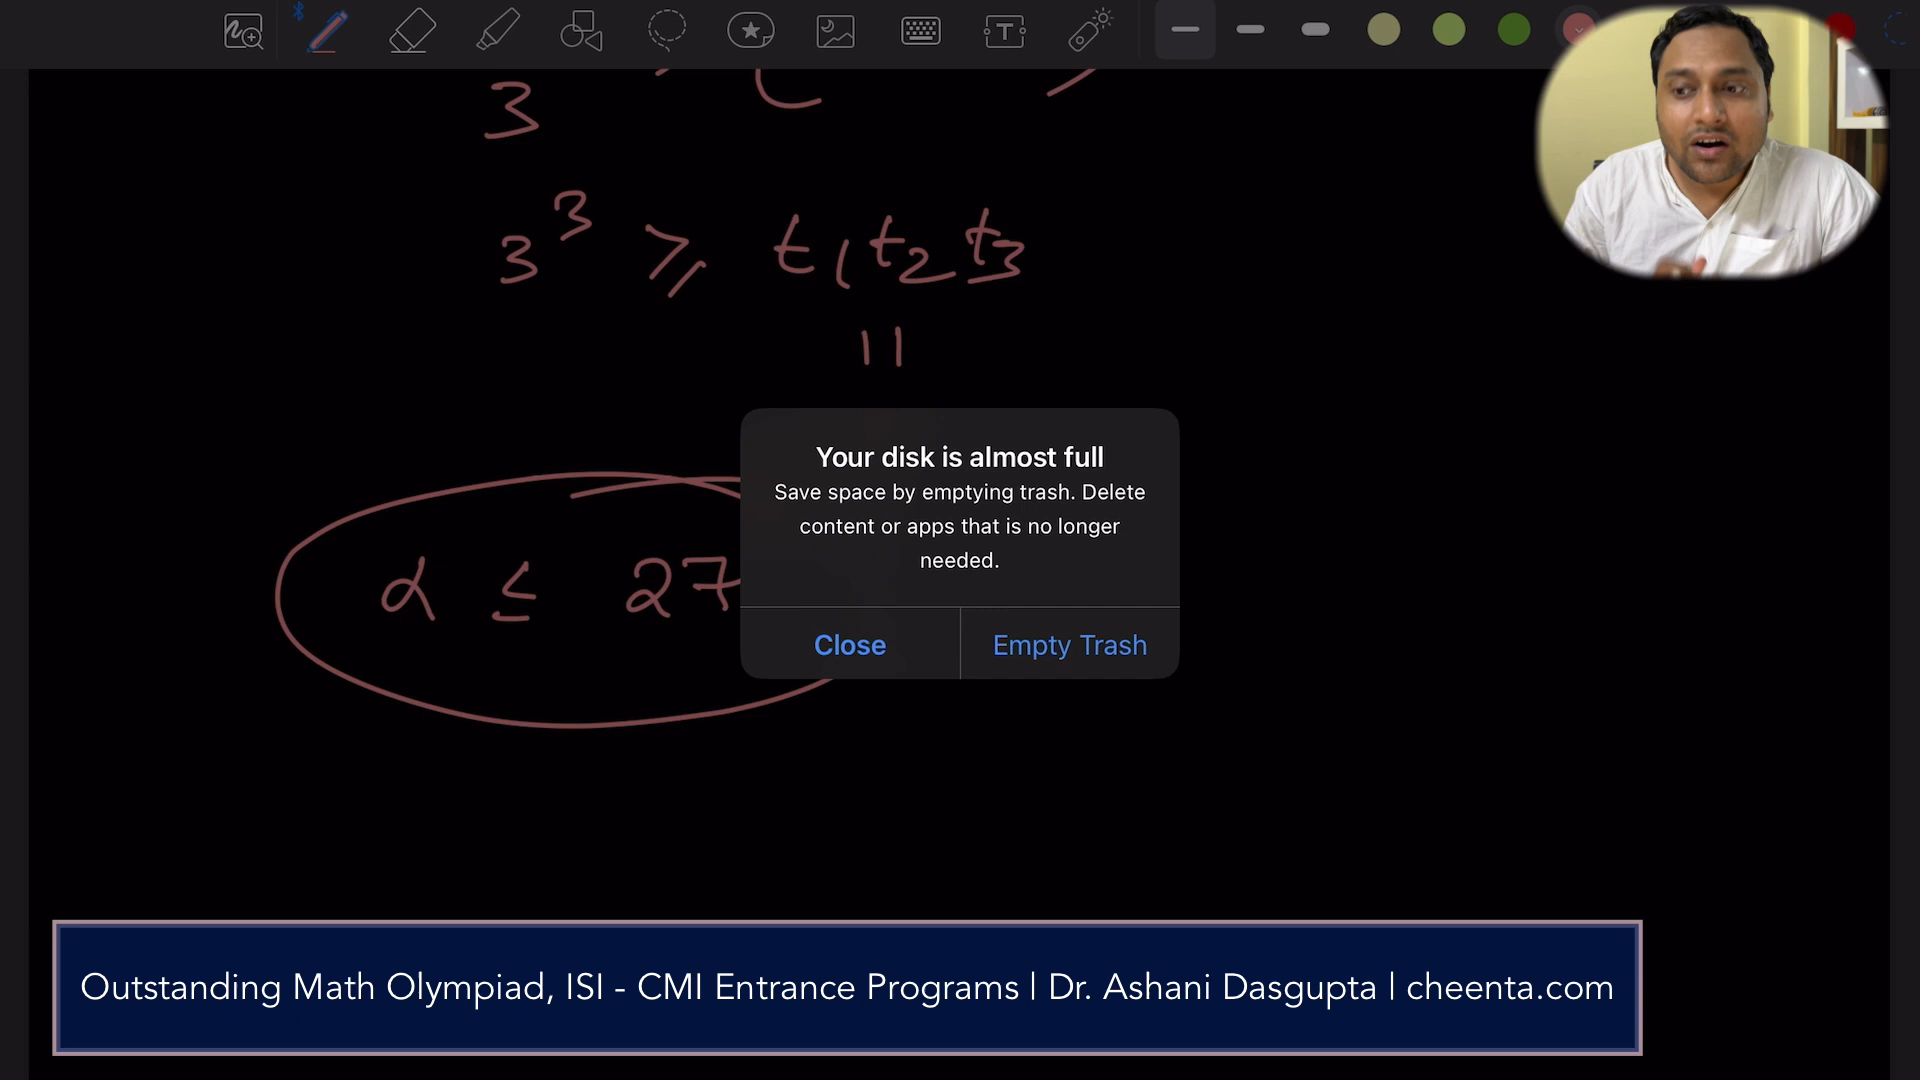 3
3³ ⩾ t₁t₂t₃
||
α ≤ 27
Your disk is almost full
Save space by emptying trash. Delete
content or apps that is no longer
needed.
Close
Empty Trash
Outstanding Math Olympiad, ISI - CMI Entrance Programs | Dr. Ashani Dasgupta | cheenta.com